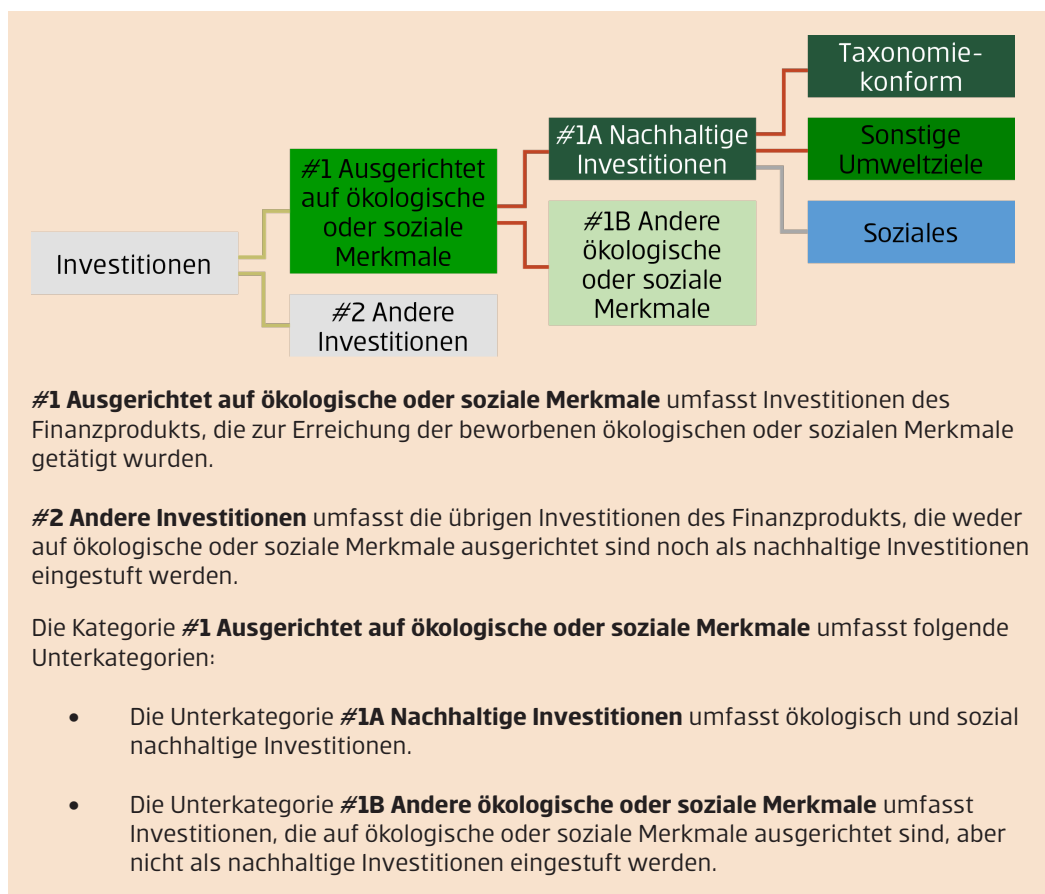 Taxonomie-
konform
#1A Nachhaltige
Investitionen
Sonstige
Umweltziele
#1 Ausgerichtet
auf ökologische
oder soziale
Merkmale
#1B Andere
ökologische
oder soziale
Merkmale
Soziales
Investitionen
#2 Andere
Investitionen
#1 Ausgerichtet auf ökologische oder soziale Merkmale umfasst Investitionen des
Finanzprodukts, die zur Erreichung der beworbenen ökologischen oder sozialen Merkmale
getätigt wurden.
#2 Andere Investitionen umfasst die übrigen Investitionen des Finanzprodukts, die weder
auf ökologische oder soziale Merkmale ausgerichtet sind noch als nachhaltige Investitionen
eingestuft werden.
Die Kategorie #1 Ausgerichtet auf ökologische oder soziale Merkmale umfasst folgende
Unterkategorien:
• Die Unterkategorie #1A Nachhaltige Investitionen umfasst ökologisch und sozial
nachhaltige Investitionen.
• Die Unterkategorie #1B Andere ökologische oder soziale Merkmale umfasst
Investitionen, die auf ökologische oder soziale Merkmale ausgerichtet sind, aber
nicht als nachhaltige Investitionen eingestuft werden.